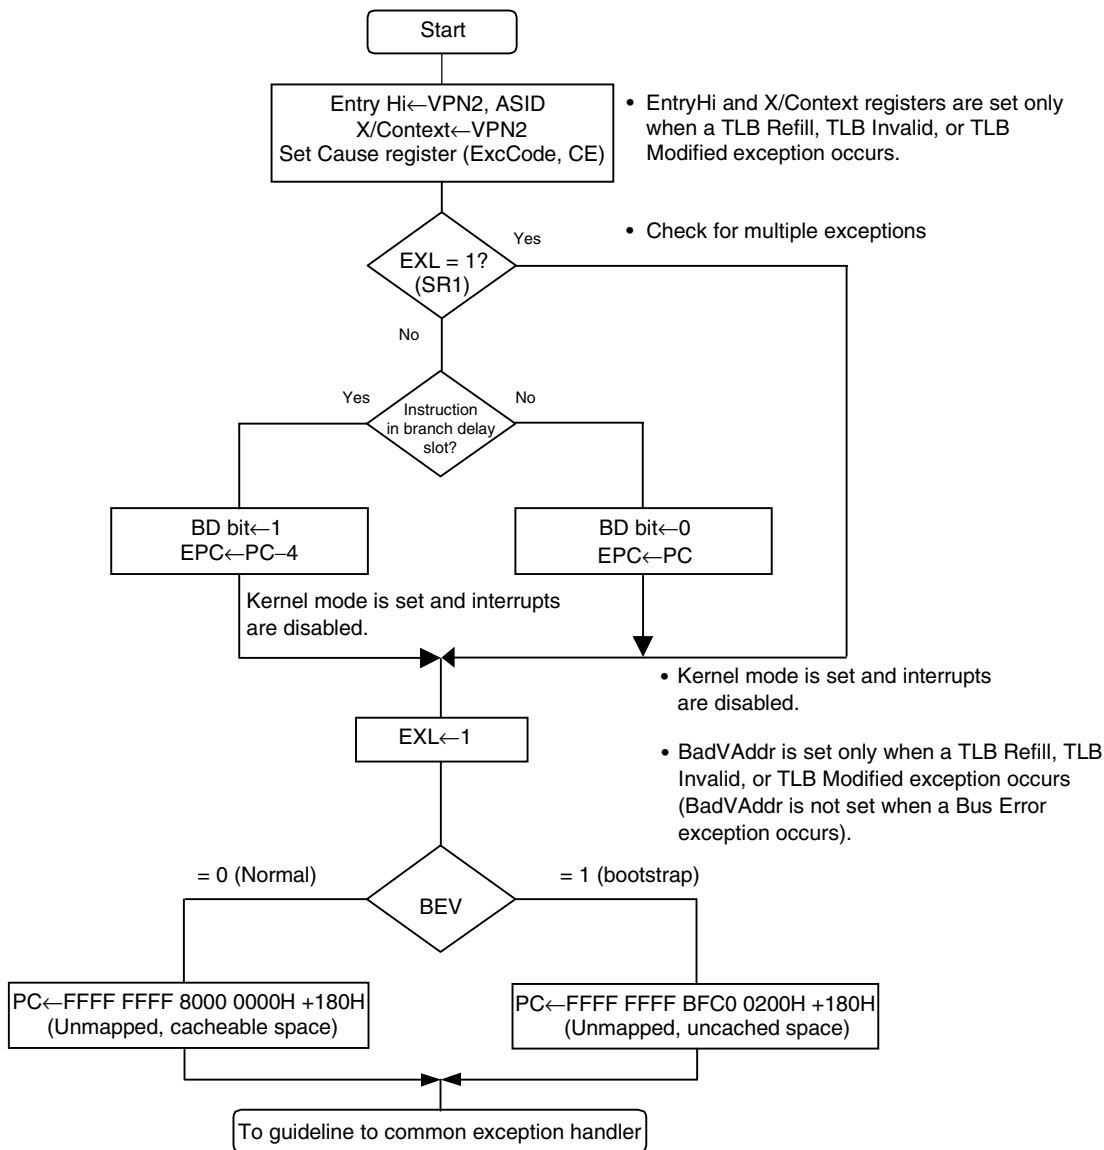 Start
Entry Hi←VPN2, ASID
X/Context←VPN2
Set Cause register (ExcCode, CE)
• EntryHi and X/Context registers are set only
when a TLB Refill, TLB Invalid, or TLB
Modified exception occurs.
• Check for multiple exceptions
Yes
EXL = 1?
(SR1)
No
Yes
No
Instruction
in branch delay
slot?
BD bit←1
EPC←PC–4
BD bit←0
EPC←PC
Kernel mode is set and interrupts
are disabled.
• Kernel mode is set and interrupts
are disabled.
EXL←1
• BadVAddr is set only when a TLB Refill, TLB
Invalid, or TLB Modified exception occurs
(BadVAddr is not set when a Bus Error
exception occurs).
= 0 (Normal)
= 1 (bootstrap)
BEV
PC←FFFF FFFF 8000 0000H +180H
(Unmapped, cacheable space)
PC←FFFF FFFF BFC0 0200H +180H
(Unmapped, uncached space)
To guideline to common exception handler